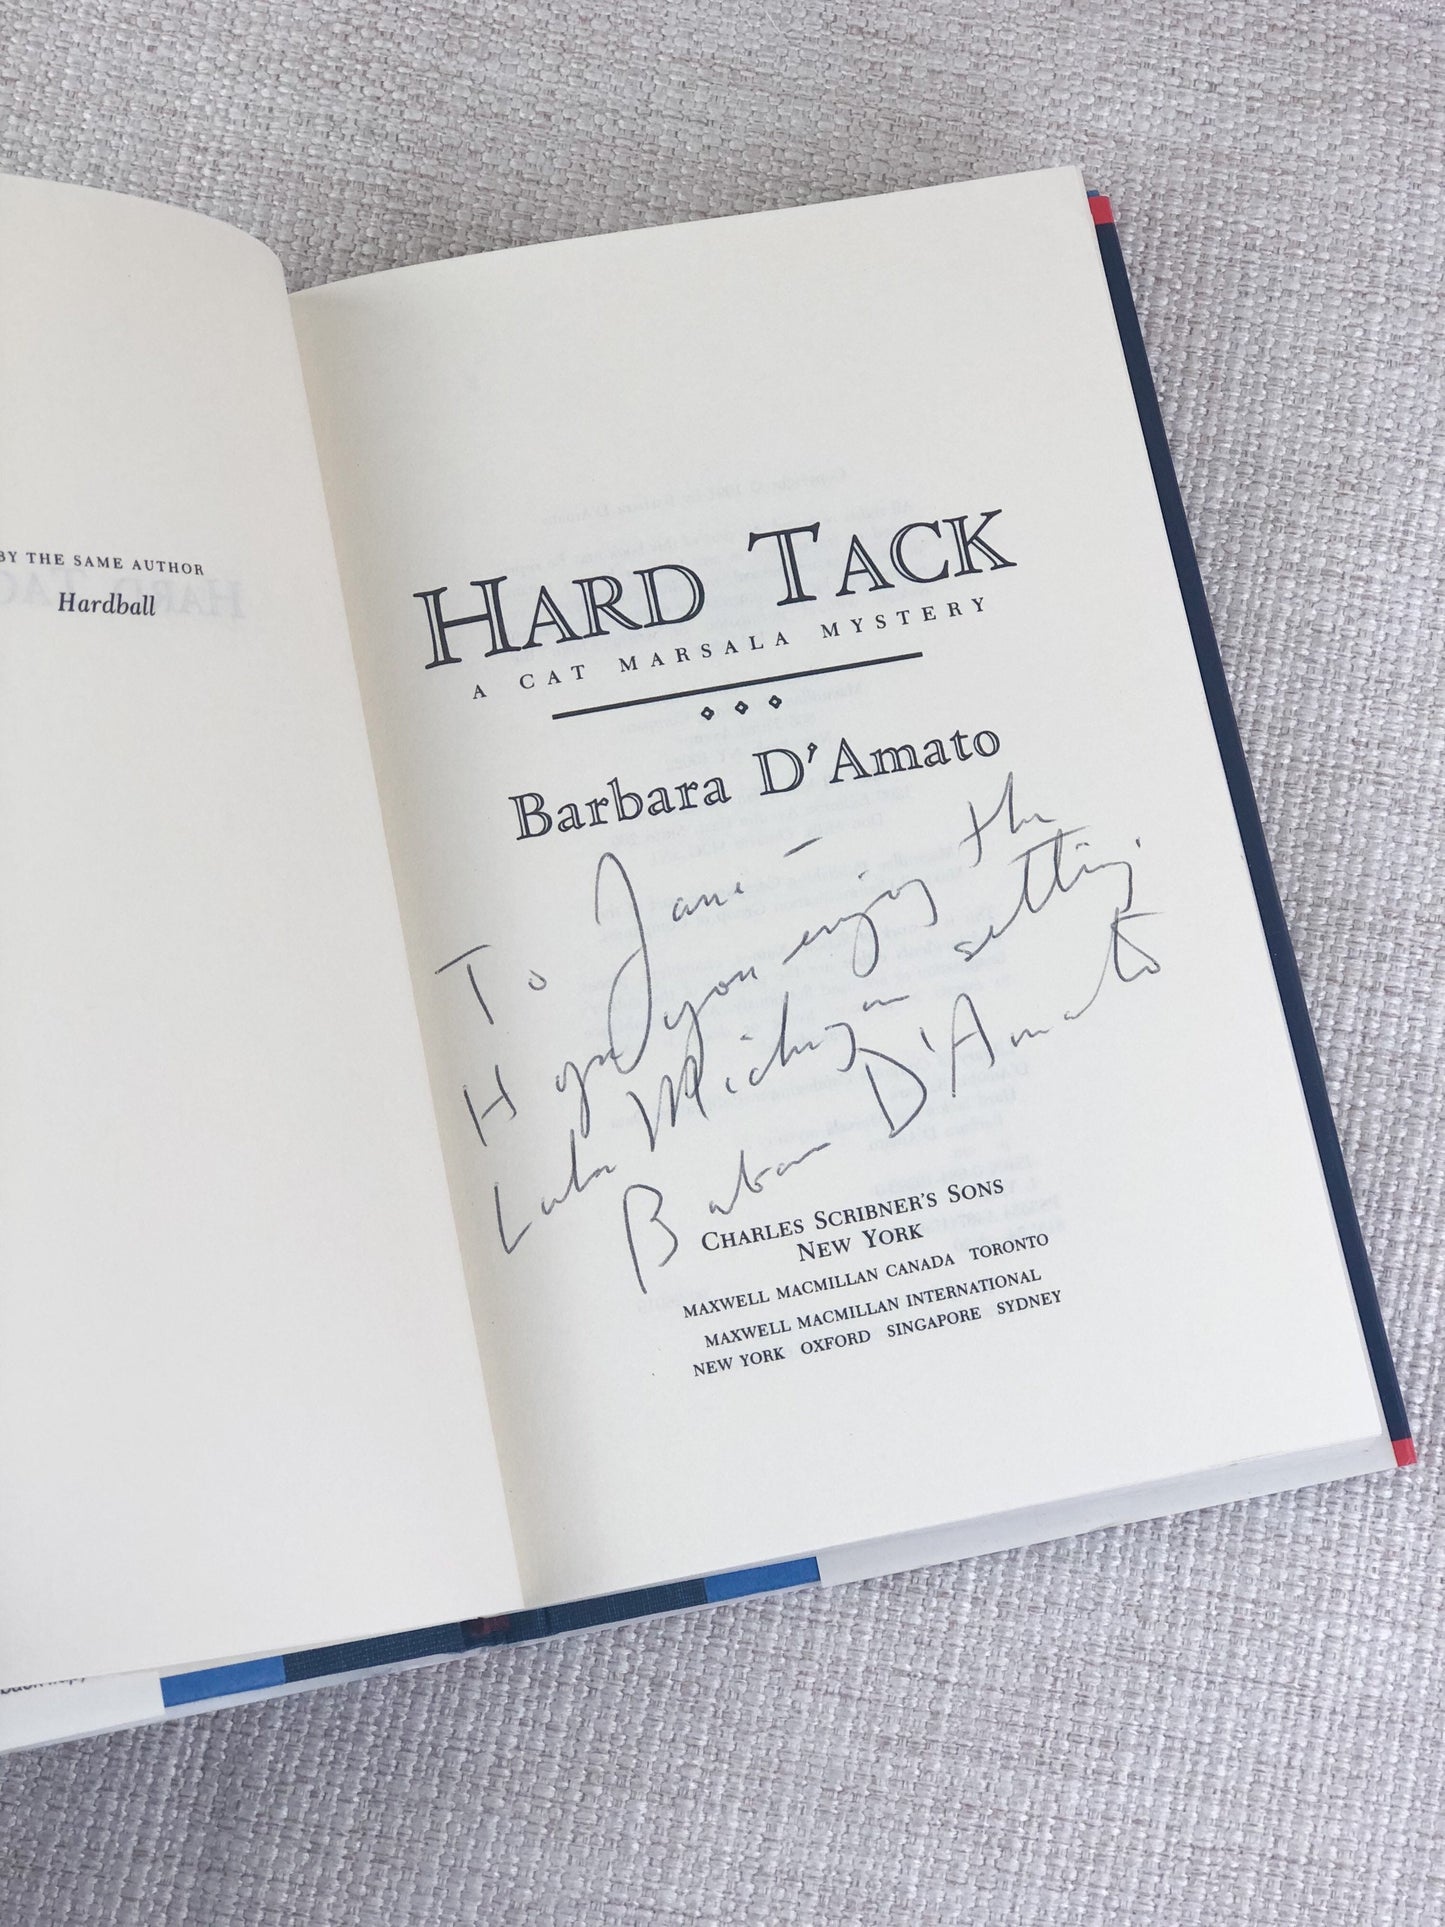 BY THE SAME AUTHOR
Hardball
HARD TACK
A CAT MARSALA MYSTERY
Barbara D'Amato
To Jane –
Hope you enjoy the
Lake Michigan setting.
Barbara D'Amato
CHARLES SCRIBNER'S SONS
NEW YORK
MAXWELL MACMILLAN CANADA TORONTO
MAXWELL MACMILLAN INTERNATIONAL
NEW YORK OXFORD SINGAPORE SYDNEY